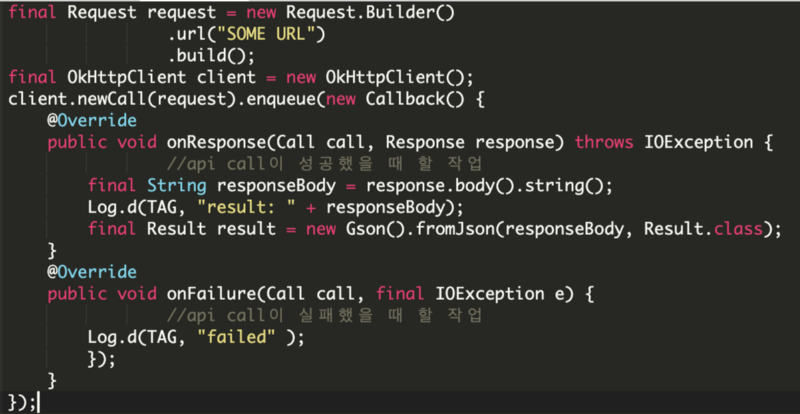 final Request request = new Request.Builder()
.url("SOME URL")
.build();
final OkHttpClient client = new OkHttpClient();
client.newCall(request).enqueue(new Callback() {
@Override
public void onResponse(Call call, Response response) throws IOException {
//api call이 성공했을 때 할 작업
final String responseBody = response.body().string();
Log.d(TAG, "result: " + responseBody);
final Result result = new Gson().fromJson(responseBody, Result.class);
}
@Override
public void onFailure(Call call, final IOException e) {
//api call이 실패했을 때 할 작업
Log.d(TAG, "failed" );
});
}
});